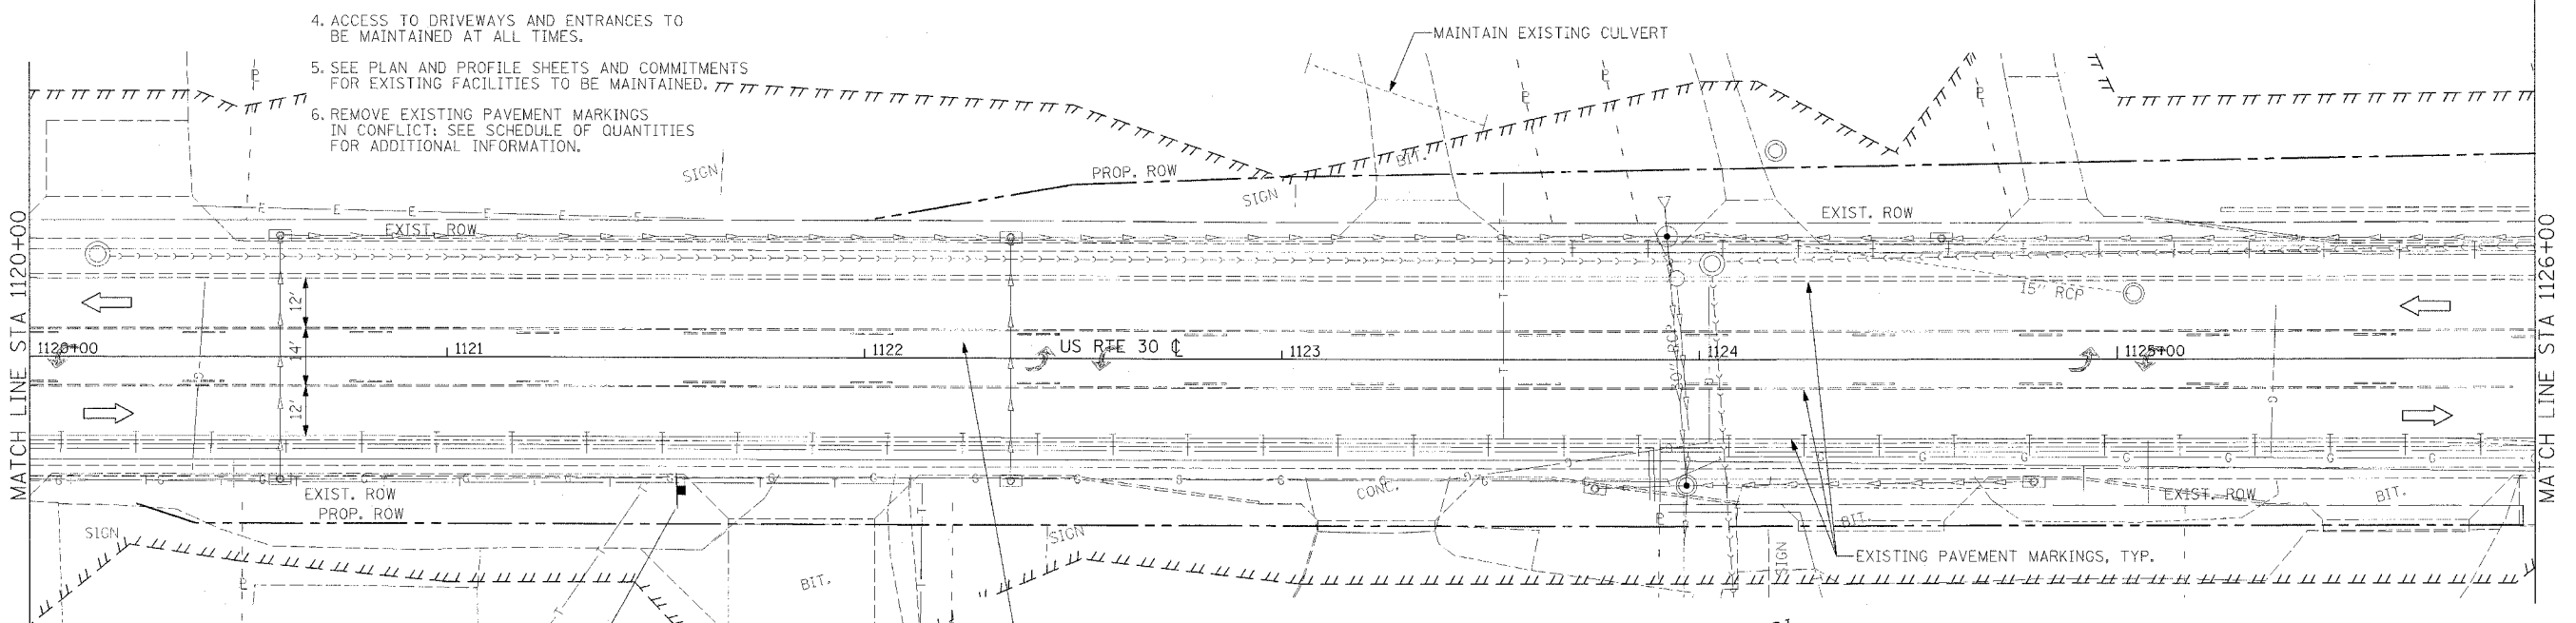 4. ACCESS TO DRIVEWAYS AND ENTRANCES TO
BE MAINTAINED AT ALL TIMES.
5. SEE PLAN AND PROFILE SHEETS AND COMMITMENTS
FOR EXISTING FACILITIES TO BE MAINTAINED.
6. REMOVE EXISTING PAVEMENT MARKINGS
IN CONFLICT; SEE SCHEDULE OF QUANTITIES
FOR ADDITIONAL INFORMATION.
MAINTAIN EXISTING CULVERT
SIGN
PROP. ROW
SIGN
BIT.
EXIST. ROW
EXIST. ROW
MATCH LINE STA 1120+00
MATCH LINE STA 1126+00
12'
14'
12'
15" RCP
30" RCP
1120+00
1121
1122
US RTE 30 ℄
1123
1124
1125+00
EXIST. ROW
PROP. ROW
CONC.
EXIST. ROW
BIT.
SIGN
SIGN
BIT.
BIT.
SIGN
EXISTING PAVEMENT MARKINGS, TYP.